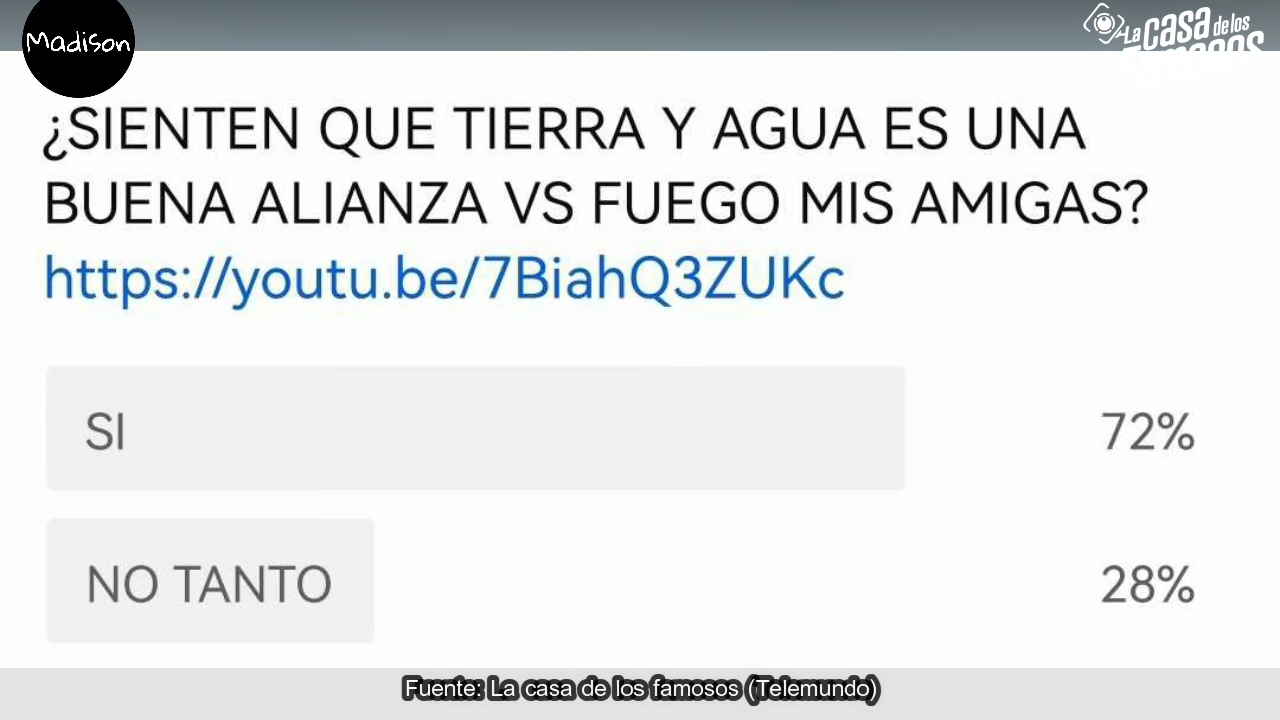 Madison
La casa de los
Famosos
¿SIENTEN QUE TIERRA Y AGUA ES UNA
BUENA ALIANZA VS FUEGO MIS AMIGAS?
https://youtu.be/7BiahQ3ZUKc
SI
72%
NO TANTO
28%
Fuente: La casa de los famosos (Telemundo)